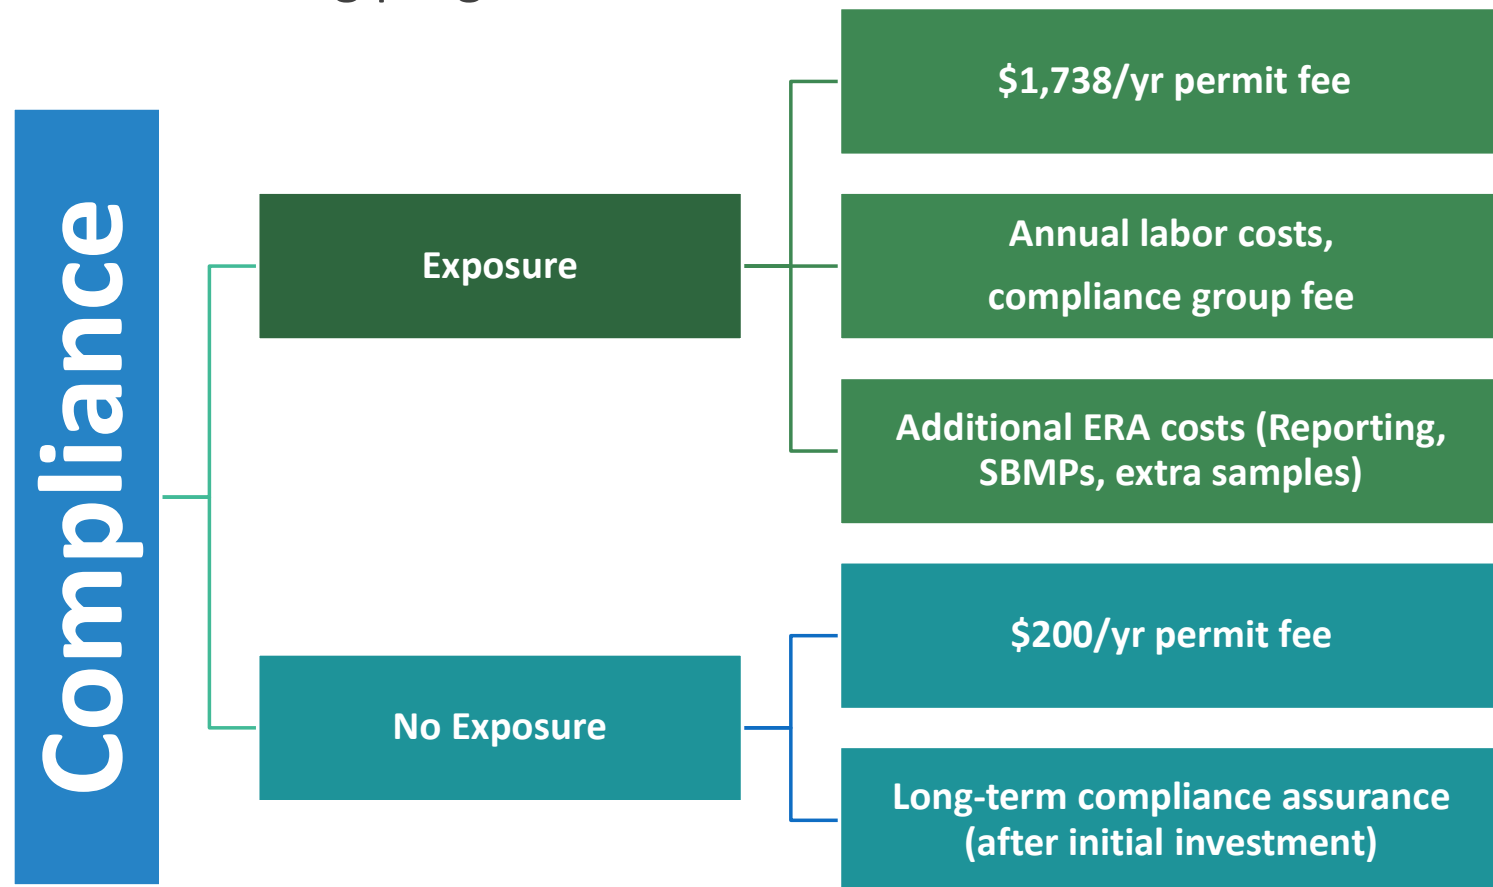 Compliance
Exposure
$1,738/yr permit fee
Annual labor costs,
compliance group fee
Additional ERA costs (Reporting,
SBMPs, extra samples)
No Exposure
$200/yr permit fee
Long-term compliance assurance
(after initial investment)